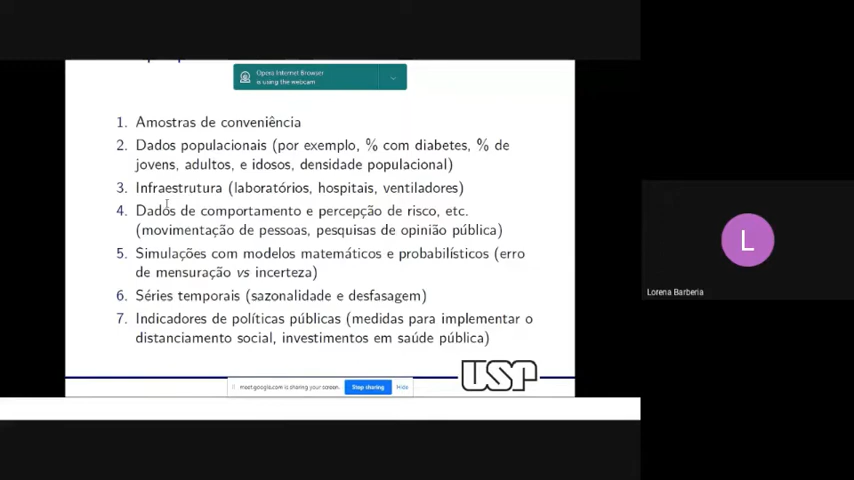 Opera Internet Browser
is using the webcam
1. Amostras de conveniência
2. Dados populacionais (por exemplo, % com diabetes, % de
jovens, adultos, e idosos, densidade populacional)
3. Infraestrutura (laboratórios, hospitais, ventiladores)
4. Dados de comportamento e percepção de risco, etc.
(movimentação de pessoas, pesquisas de opinião pública)
5. Simulações com modelos matemáticos e probabilísticos (erro
de mensuração vs incerteza)
6. Séries temporais (sazonalidade e desfasagem)
7. Indicadores de políticas públicas (medidas para implementar o
distanciamento social, investimentos em saúde pública)
USP
meet.google.com is sharing your screen. Stop sharing Hide
L
Lorena Barberia